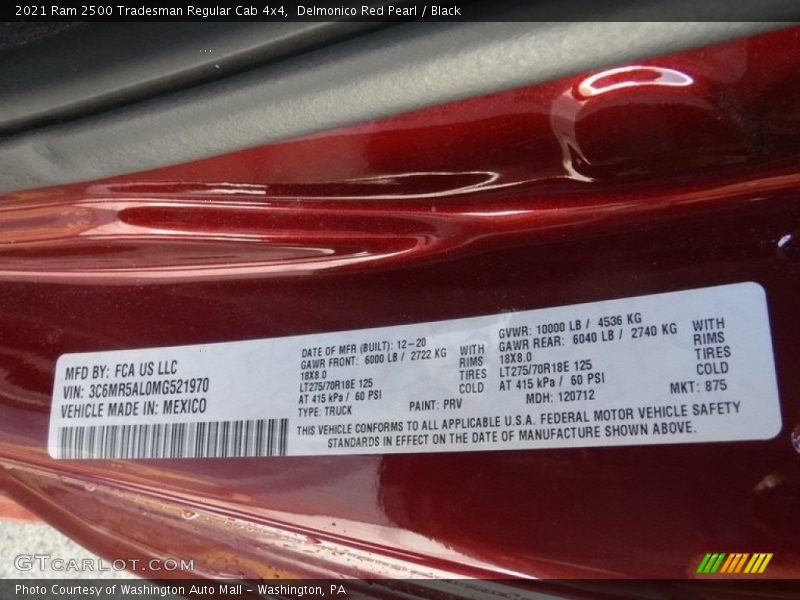 2021 Ram 2500 Tradesman Regular Cab 4x4, Delmonico Red Pearl / Black
MFD BY: FCA US LLC
VIN: 3C6MR5AL0MG521970
VEHICLE MADE IN: MEXICO
DATE OF MFR (BUILT): 12-20
GAWR FRONT: 6000 LB / 2722 KG
18X8.0
LT275/70R18E 125
AT 415 kPa / 60 PSI
TYPE: TRUCK
WITH
RIMS
TIRES
COLD
PAINT: PRV
GVWR: 10000 LB / 4536 KG
GAWR REAR: 6040 LB / 2740 KG
18X8.0
LT275/70R18E 125
AT 415 kPa / 60 PSI
MDH: 120712
WITH
RIMS
TIRES
COLD
MKT: 875
THIS VEHICLE CONFORMS TO ALL APPLICABLE U.S.A. FEDERAL MOTOR VEHICLE SAFETY
STANDARDS IN EFFECT ON THE DATE OF MANUFACTURE SHOWN ABOVE.
GTCARLOT.COM
Photo Courtesy of Washington Auto Mall - Washington, PA